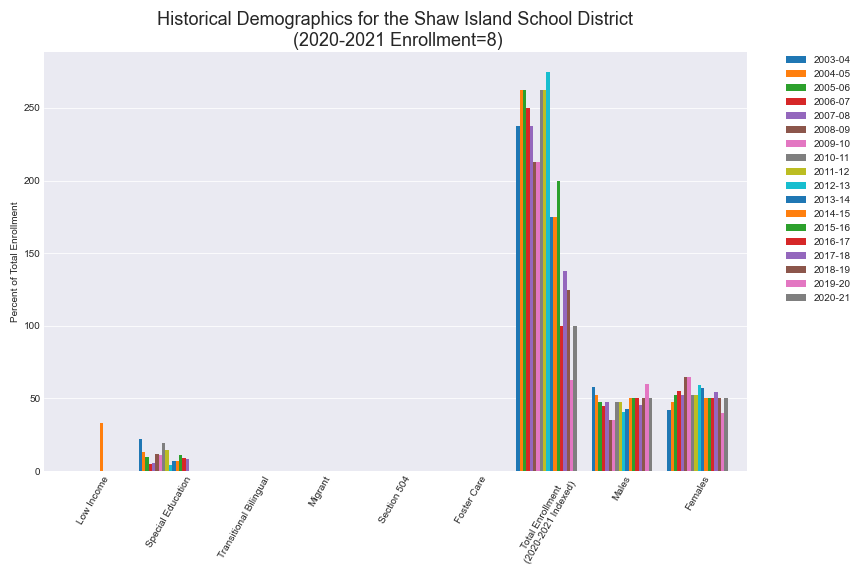 Historical Demographics for the Shaw Island School District
(2020-2021 Enrollment=8)
Percent of Total Enrollment
250
200
150
100
50
0
Low Income
Special Education
Transitional Bilingual
Migrant
Section 504
Foster Care
Total Enrollment
(2020-2021 Indexed)
Males
Females
2003-04
2004-05
2005-06
2006-07
2007-08
2008-09
2009-10
2010-11
2011-12
2012-13
2013-14
2014-15
2015-16
2016-17
2017-18
2018-19
2019-20
2020-21